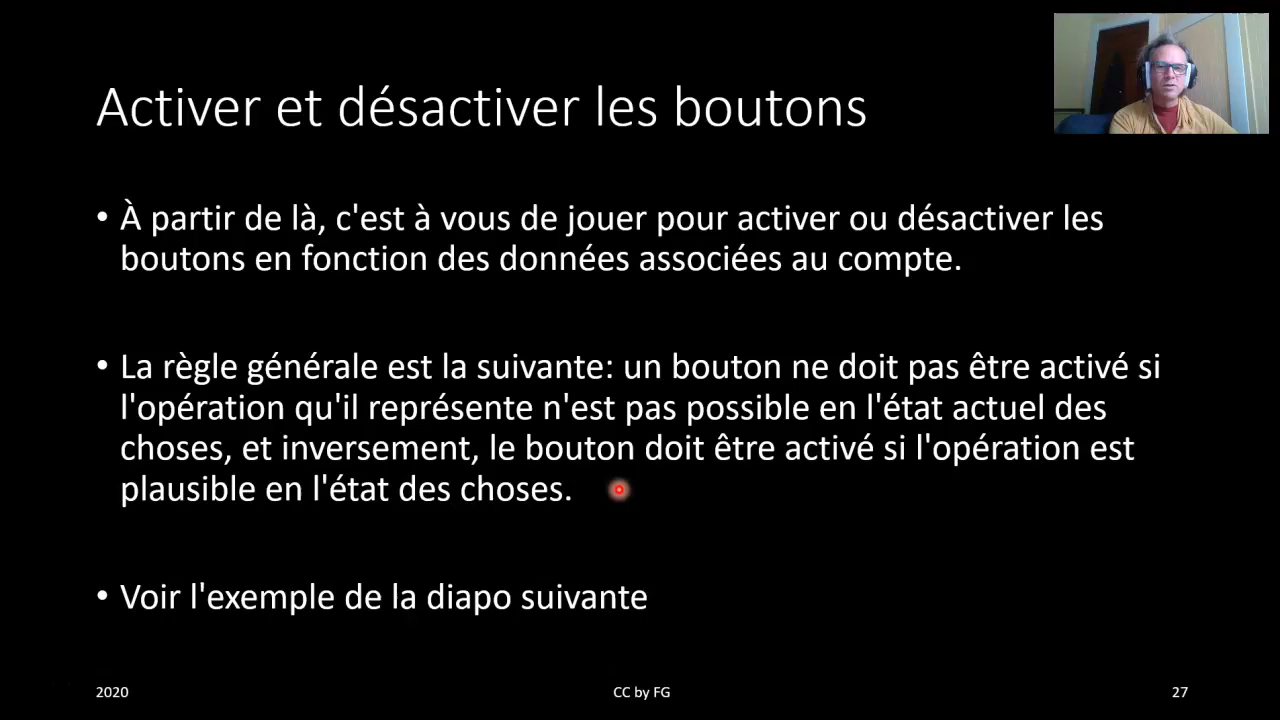 Activer et désactiver les boutons
• À partir de là, c'est à vous de jouer pour activer ou désactiver les
boutons en fonction des données associées au compte.
• La règle générale est la suivante: un bouton ne doit pas être activé si
l'opération qu'il représente n'est pas possible en l'état actuel des
choses, et inversement, le bouton doit être activé si l'opération est
plausible en l'état des choses.
• Voir l'exemple de la diapo suivante
2020
CC by FG
27